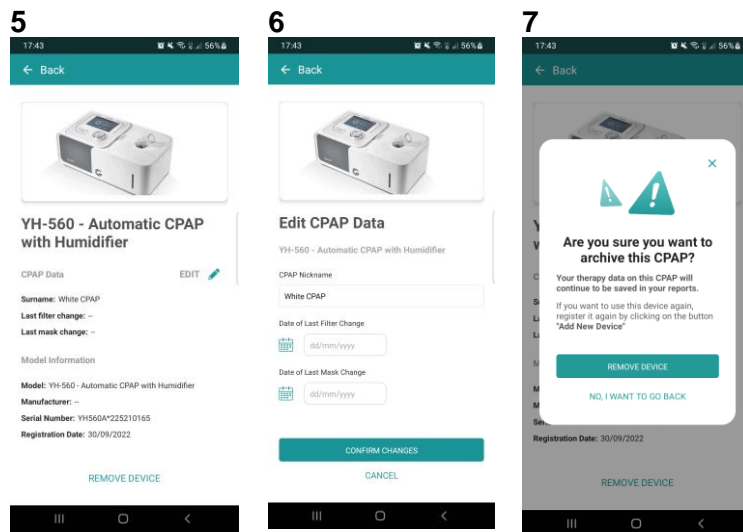 5
17:43
56%
← Back
YH-560 - Automatic CPAP
with Humidifier
CPAP Data
EDIT
Surname: White CPAP
Last filter change: --
Last mask change: --
Model Information
Model: YH-560 - Automatic CPAP with Humidifier
Manufacturer: --
Serial Number: YH560A*225210165
Registration Date: 30/09/2022
REMOVE DEVICE
6
17:43
56%
← Back
Edit CPAP Data
YH-560 - Automatic CPAP with Humidifier
CPAP Nickname
White CPAP
Date of Last Filter Change
dd/mm/yyyy
Date of Last Mask Change
dd/mm/yyyy
CONFIRM CHANGES
CANCEL
7
17:43
56%
← Back
Are you sure you want to
archive this CPAP?
Your therapy data on this CPAP will
continue to be saved in your reports.
If you want to use this device again,
register it again by clicking on the button
"Add New Device"
REMOVE DEVICE
NO, I WANT TO GO BACK
Registration Date: 30/09/2022
REMOVE DEVICE